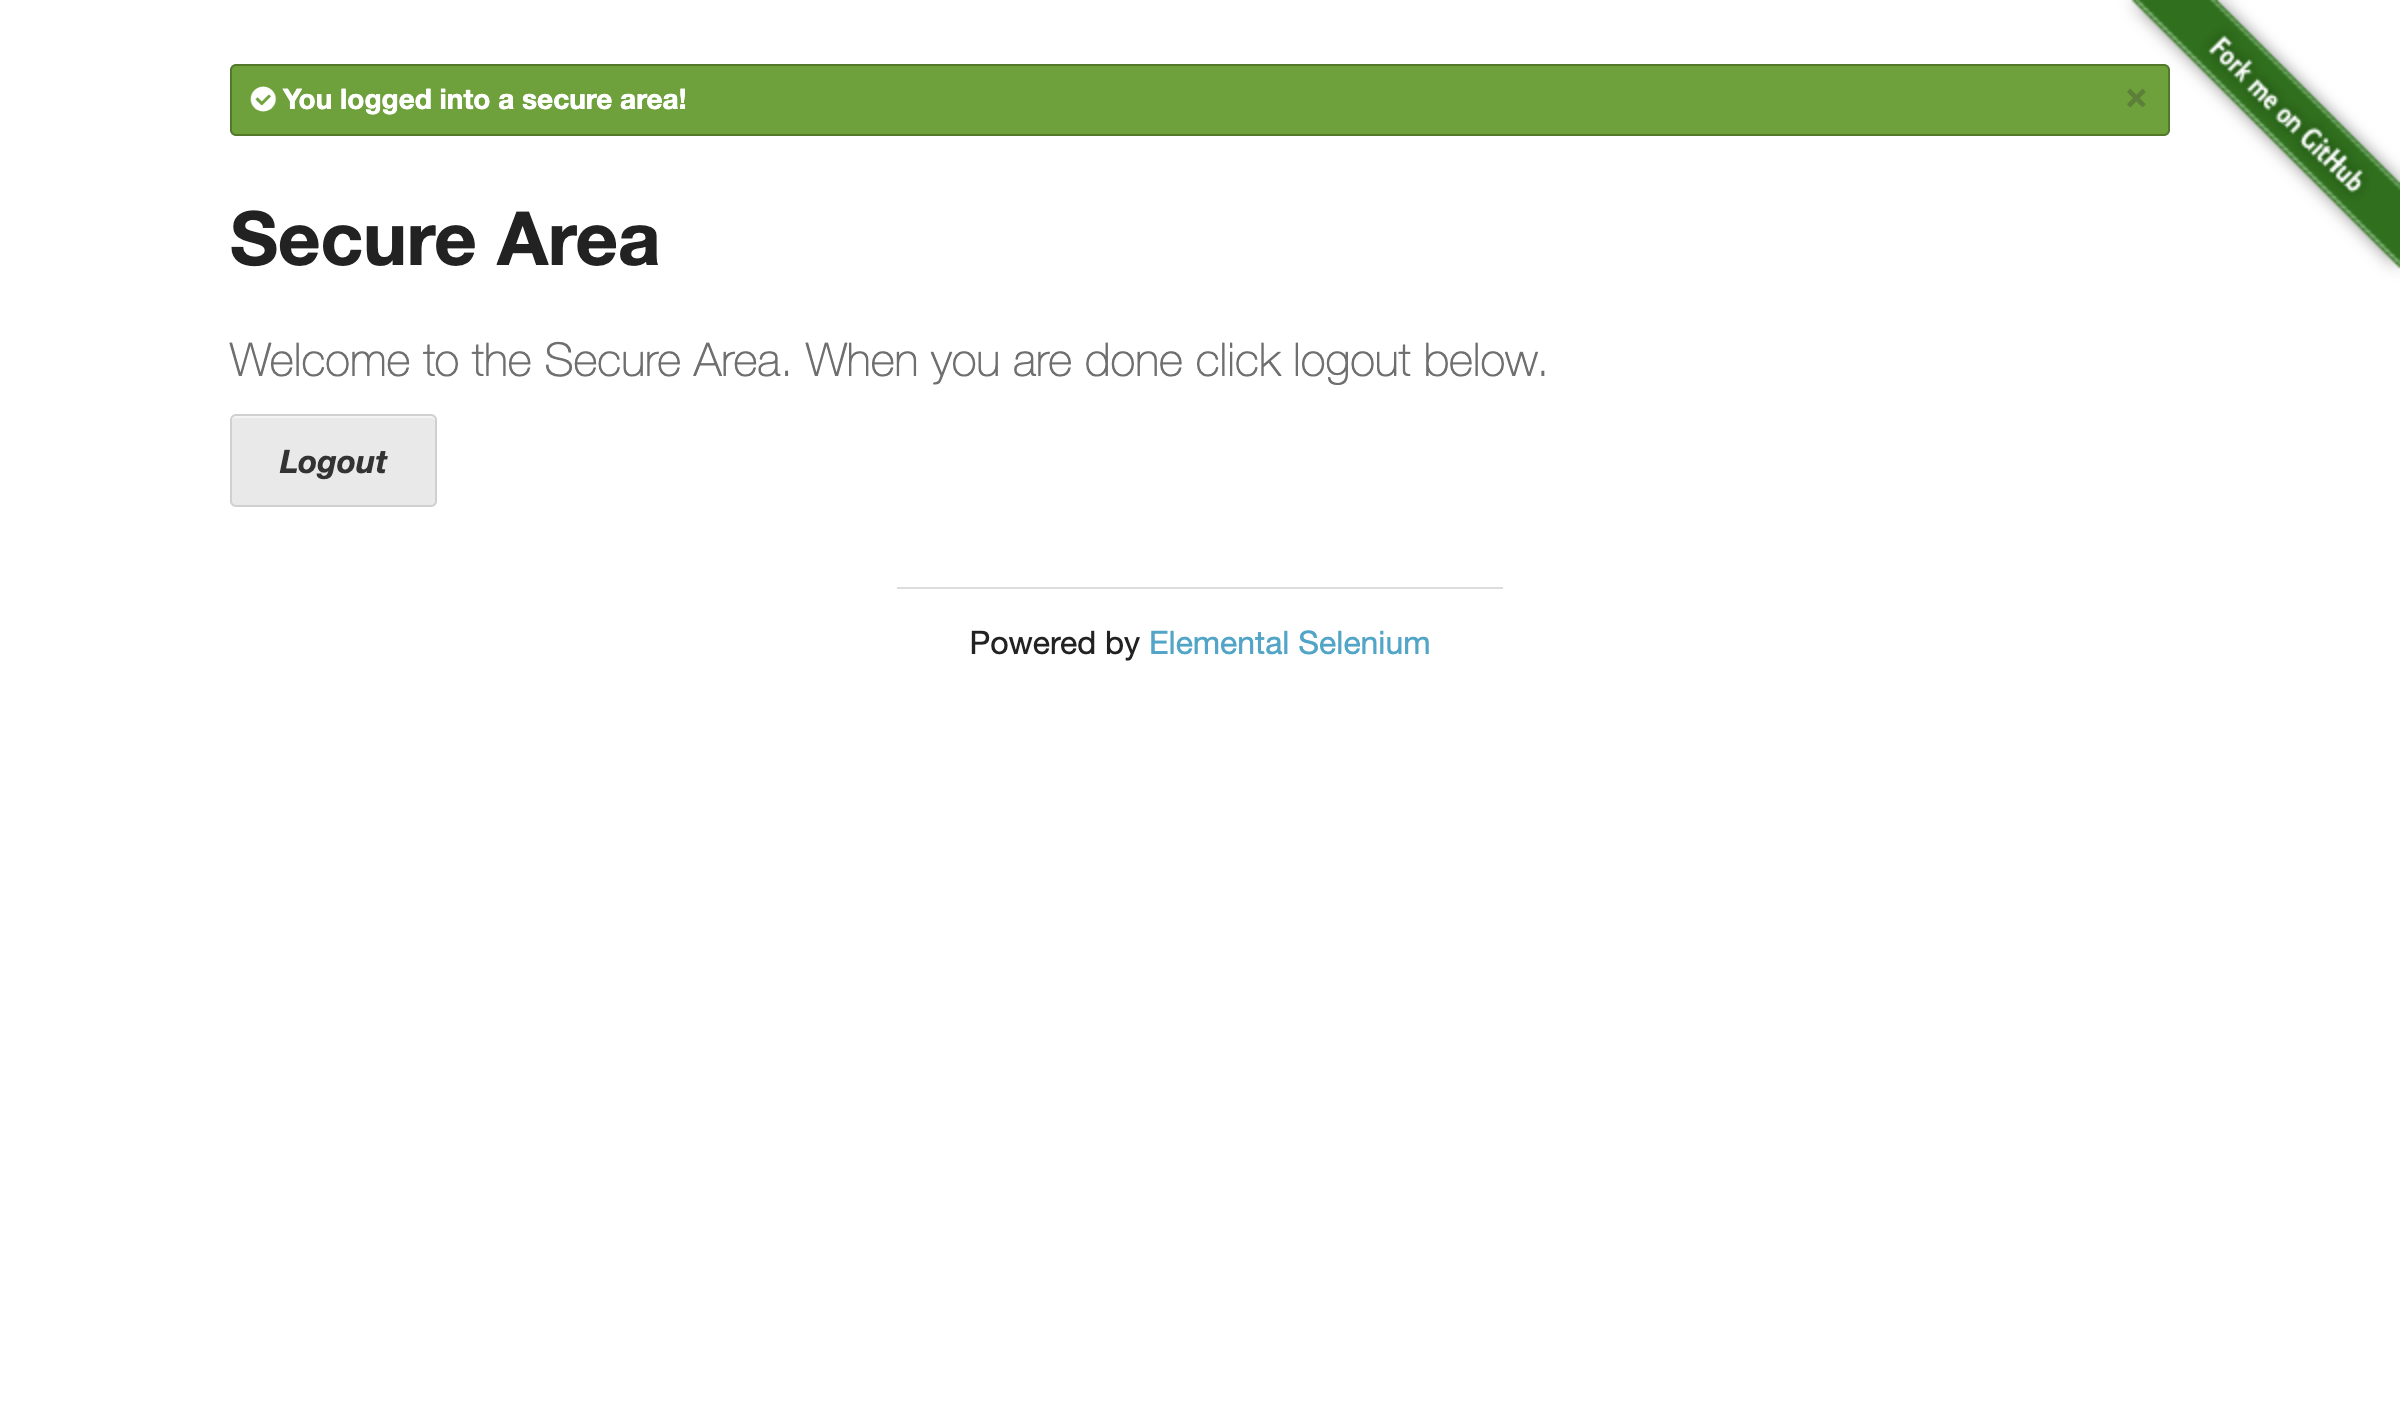 You logged into a secure area!
×
Fork me on GitHub
Secure Area
Welcome to the Secure Area. When you are done click logout below.
Logout
Powered by Elemental Selenium